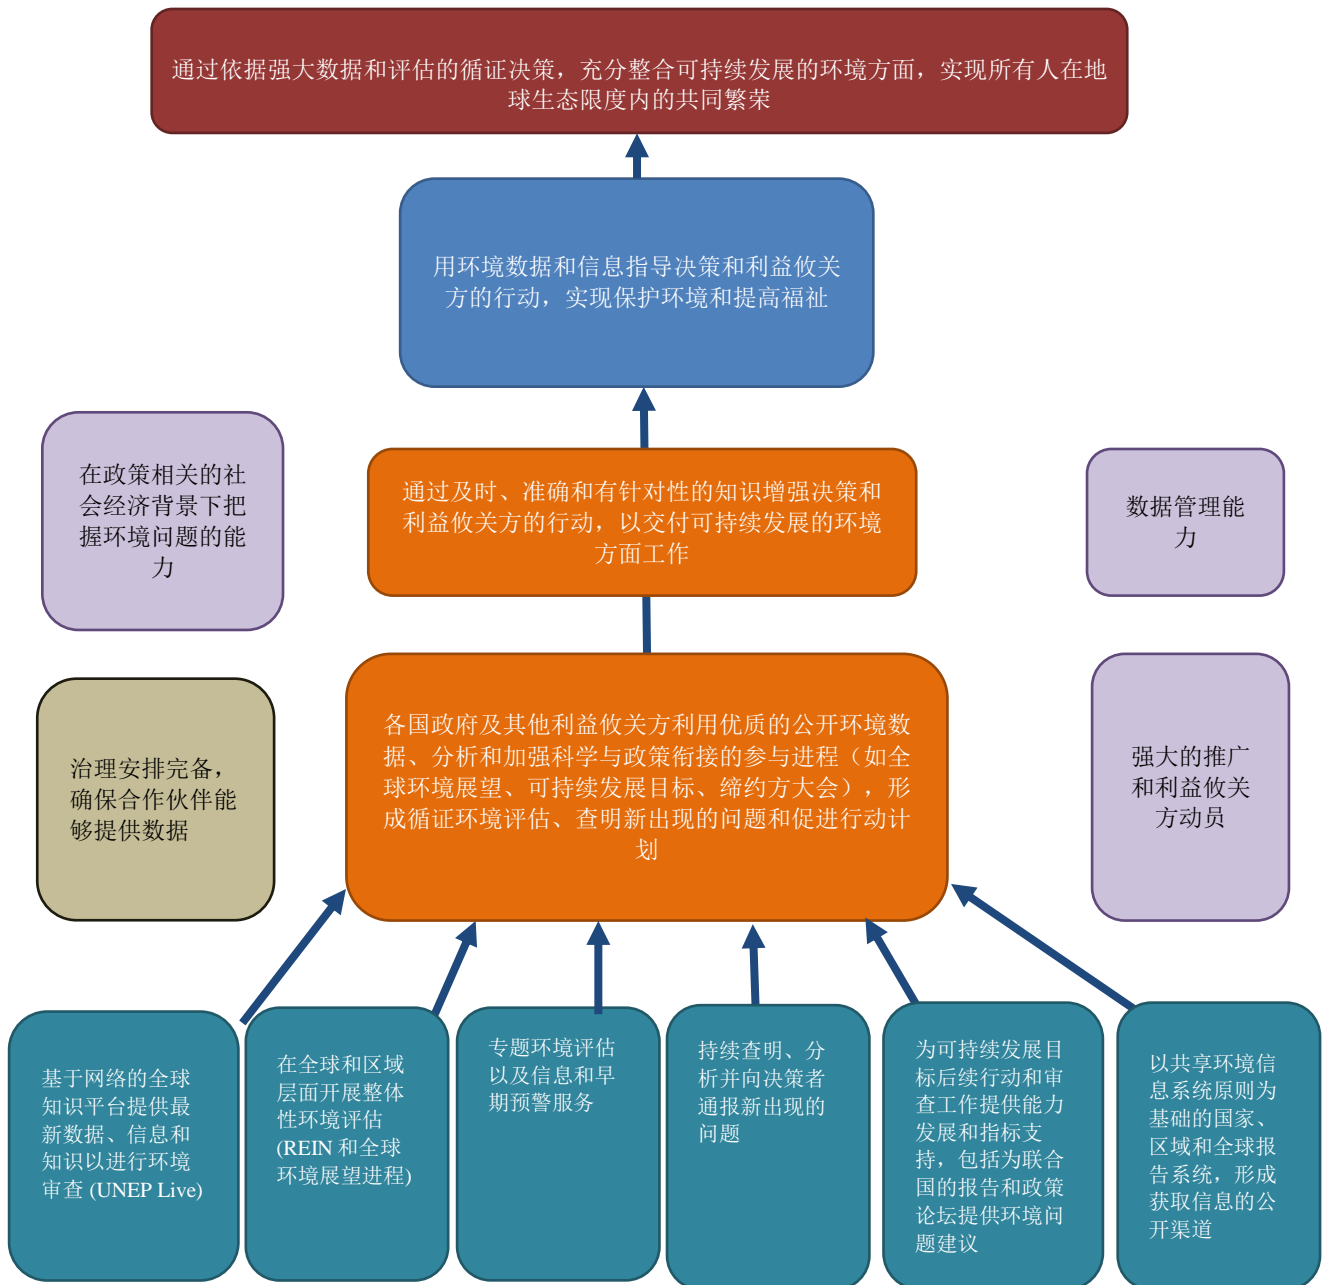 通过依据强大数据和评估的循证决策，充分整合可持续发展的环境方面，实现所有人在地
球生态限度内的共同繁荣
用环境数据和信息指导决策和利益攸关
方的行动，实现保护环境和提高福祉
在政策相关的社
会经济背景下把
握环境问题的能
力
通过及时、准确和有针对性的知识增强决策和
利益攸关方的行动，以交付可持续发展的环境
方面工作
数据管理能
力
治理安排完备，
确保合作伙伴能
够提供数据
各国政府及其他利益攸关方利用优质的公开环境数
据、分析和加强科学与政策衔接的参与进程（如全
球环境展望、可持续发展目标、缔约方大会），形
成循证环境评估、查明新出现的问题和促进行动计
划
强大的推广
和利益攸关
方动员
基于网络的全球
知识平台提供最
新数据、信息和
知识以进行环境
审查 (UNEP Live)
在全球和区域
层面开展整体
性环境评估
(REIN 和全球
环境展望进程)
专题环境评估
以及信息和早
期预警服务
持续查明、分
析并向决策者
通报新出现的
问题
为可持续发展目
标后续行动和审
查工作提供能力
发展和指标支
持，包括为联合
国的报告和政策
论坛提供环境问
题建议
以共享环境信
息系统原则为
基础的国家、
区域和全球报
告系统，形成
获取信息的公
开渠道